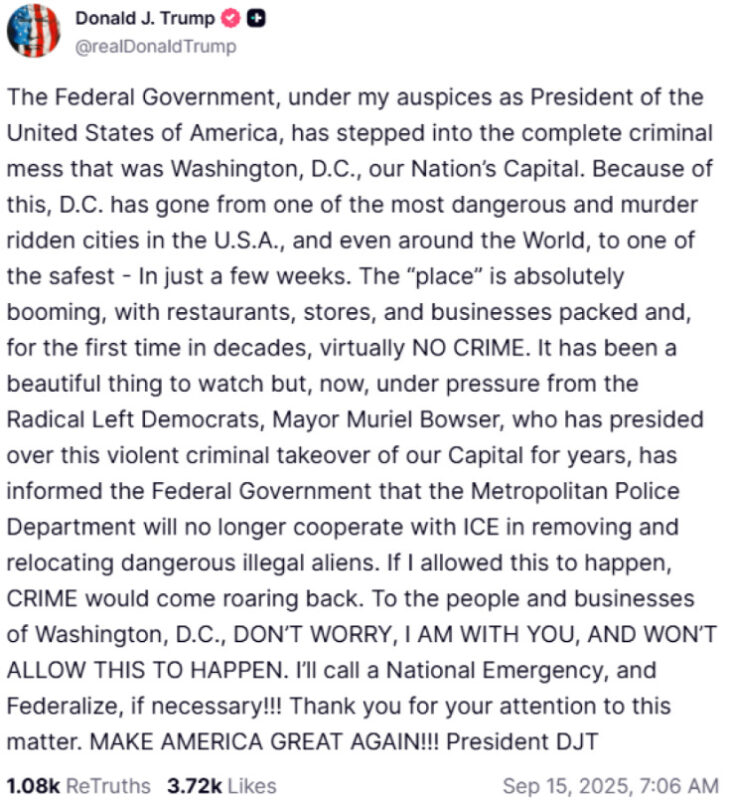 Donald J. Trump
@realDonaldTrump
The Federal Government, under my auspices as President of the
United States of America, has stepped into the complete criminal
mess that was Washington, D.C., our Nation’s Capital. Because of
this, D.C. has gone from one of the most dangerous and murder
ridden cities in the U.S.A., and even around the World, to one of
the safest - In just a few weeks. The “place” is absolutely
booming, with restaurants, stores, and businesses packed and,
for the first time in decades, virtually NO CRIME. It has been a
beautiful thing to watch but, now, under pressure from the
Radical Left Democrats, Mayor Muriel Bowser, who has presided
over this violent criminal takeover of our Capital for years, has
informed the Federal Government that the Metropolitan Police
Department will no longer cooperate with ICE in removing and
relocating dangerous illegal aliens. If I allowed this to happen,
CRIME would come roaring back. To the people and businesses
of Washington, D.C., DON’T WORRY, I AM WITH YOU, AND WON’T
ALLOW THIS TO HAPPEN. I’ll call a National Emergency, and
Federalize, if necessary!!! Thank you for your attention to this
matter. MAKE AMERICA GREAT AGAIN!!! President DJT
1.08k ReTruths 3.72k Likes Sep 15, 2025, 7:06 AM